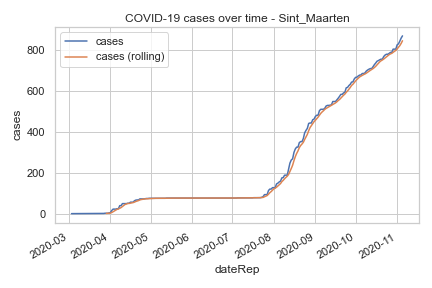 COVID-19 cases over time - Sint_Maarten
cases
cases (rolling)
cases
800
600
400
200
0
2020-03
2020-04
2020-05
2020-06
2020-07
2020-08
2020-09
2020-10
2020-11
dateRep